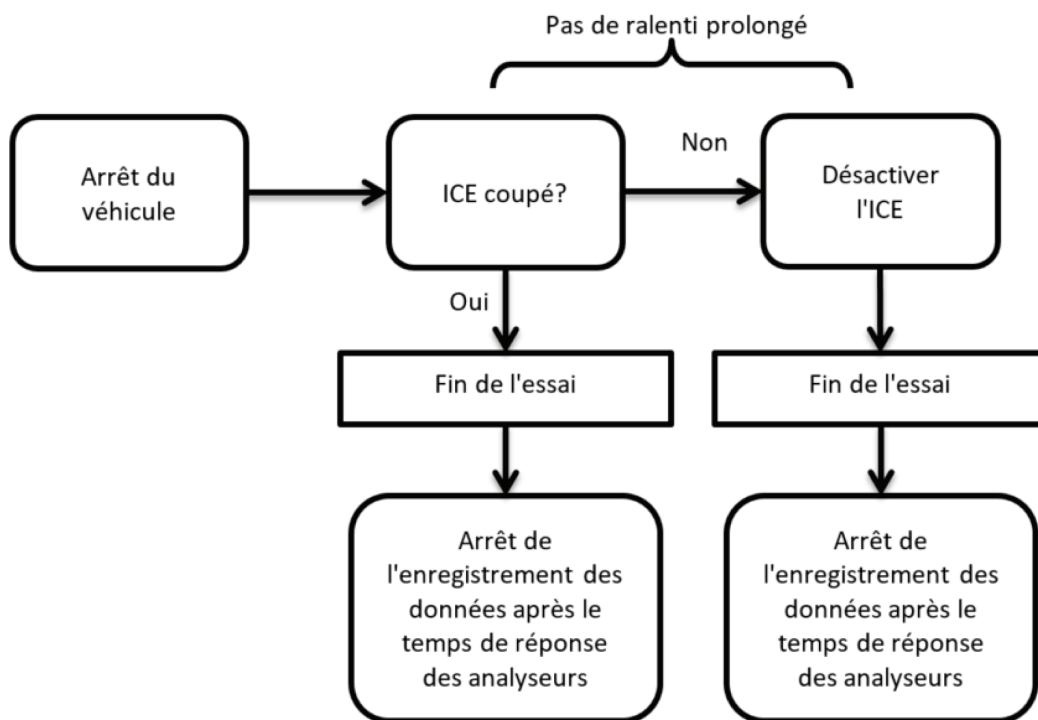 Pas de ralenti prolongé
Arrêt du
véhicule
ICE coupé?
Non
Désactiver
l'ICE
Oui
Fin de l'essai
Fin de l'essai
Arrêt de
l'enregistrement des
données après le
temps de réponse
des analyseurs
Arrêt de
l'enregistrement des
données après le
temps de réponse
des analyseurs